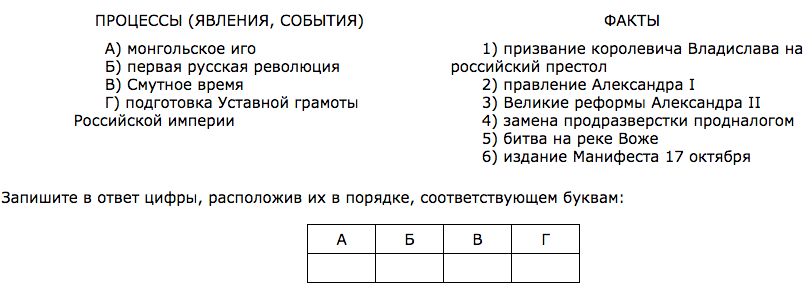 ПРОЦЕССЫ (ЯВЛЕНИЯ, СОБЫТИЯ)
А) монгольское иго
Б) первая русская революция
В) Смутное время
Г) подготовка Уставной грамоты
Российской империи
ФАКТЫ
1) призвание королевича Владислава на
российский престол
2) правление Александра I
3) Великие реформы Александра II
4) замена продразверстки продналогом
5) битва на реке Воже
6) издание Манифеста 17 октября
Запишите в ответ цифры, расположив их в порядке, соответствующем буквам:
А Б В Г